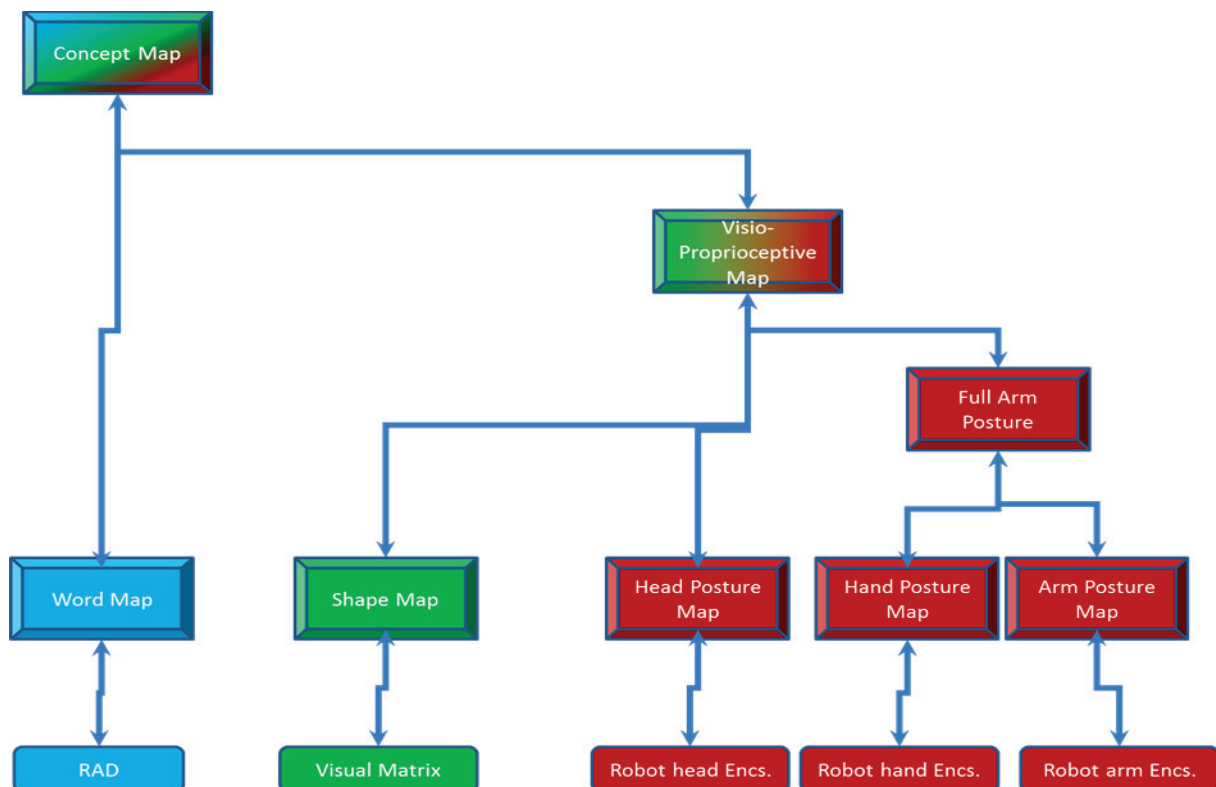 Concept Map
Visio-
Proprioceptive
Map
Full Arm
Posture
Word Map
Shape Map
Head Posture
Map
Hand Posture
Map
Arm Posture
Map
RAD
Visual Matrix
Robot head Encs.
Robot hand Encs.
Robot arm Encs.